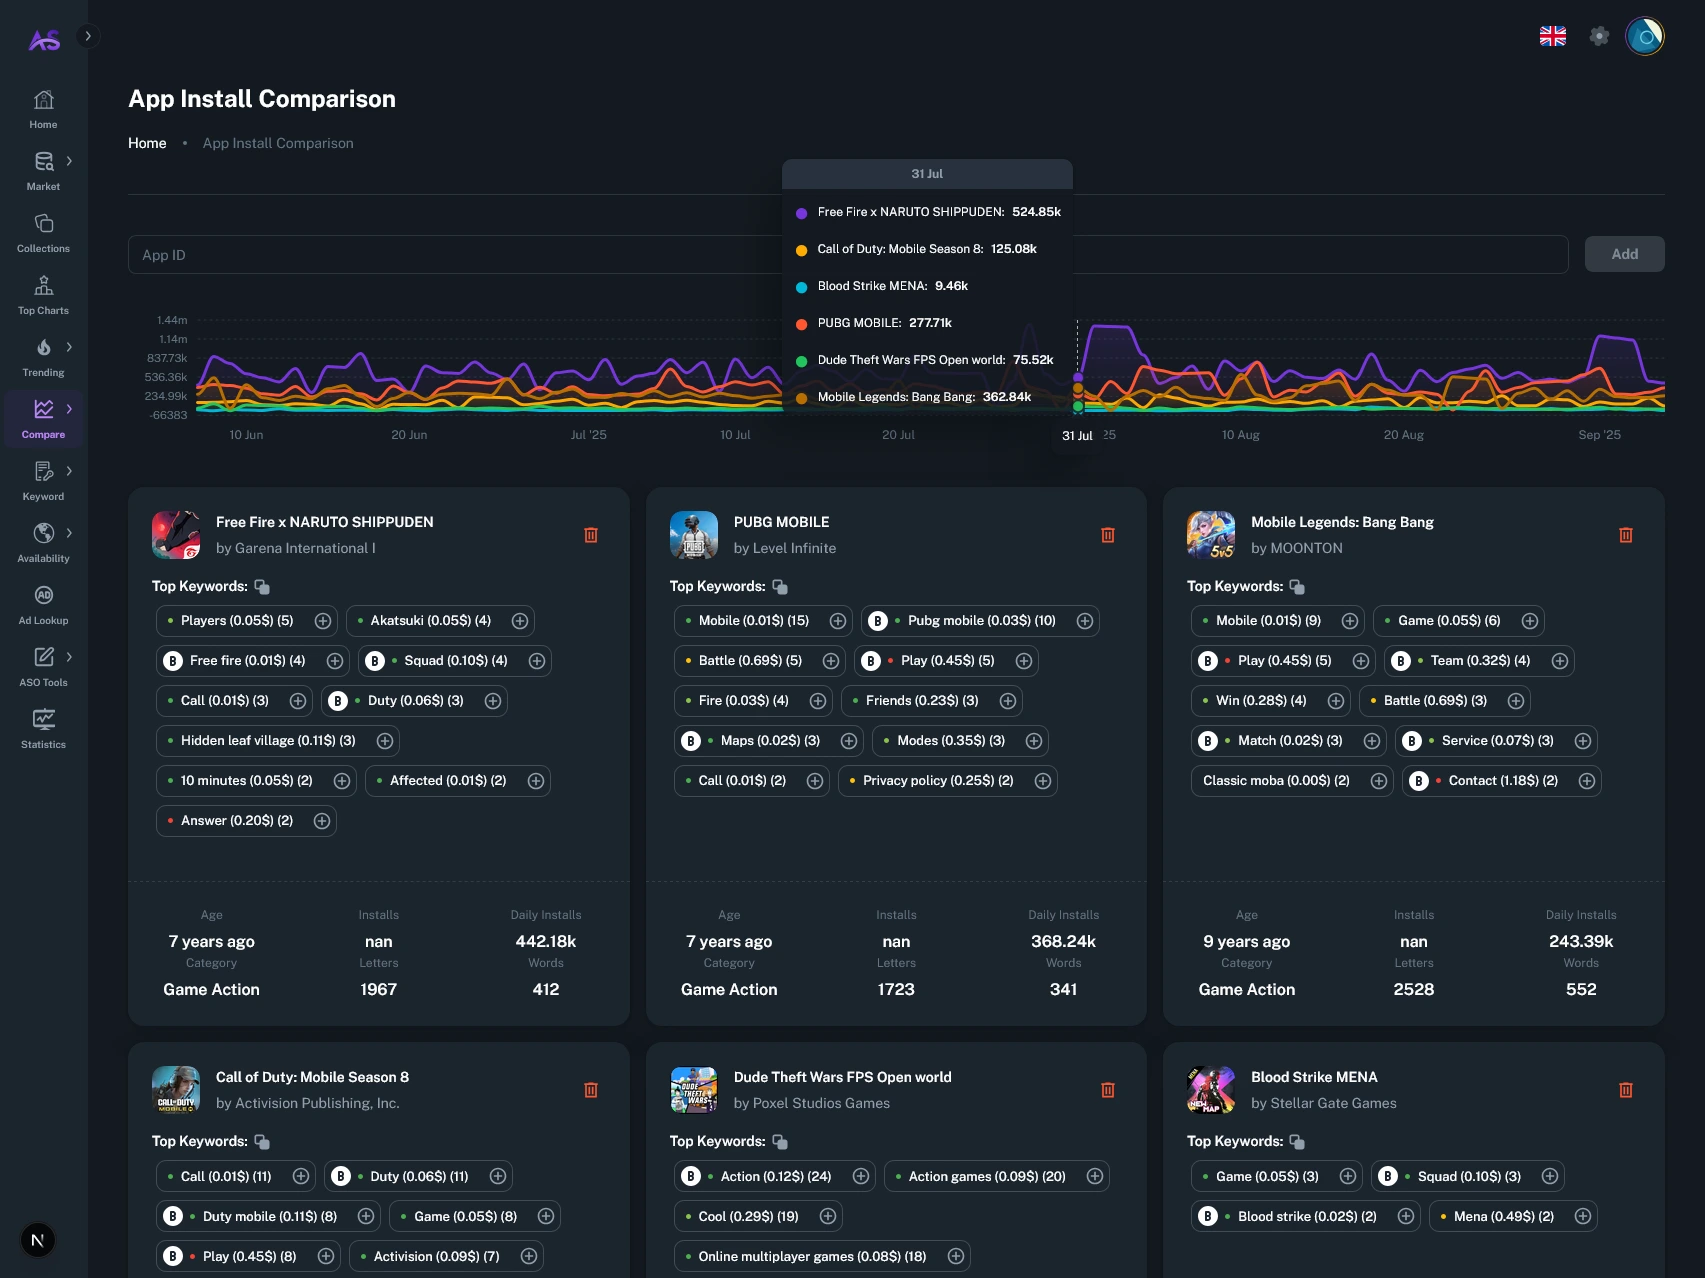 AS
Home
Market
Collections
Top Charts
Trending
Compare
Keyword
Availability
AD
Ad Lookup
ASO Tools
Statistics
N
App Install Comparison
Home • App Install Comparison
App ID
Add
31 Jul
Free Fire x NARUTO SHIPPUDEN: 524.85k
Call of Duty: Mobile Season 8: 125.08k
Blood Strike MENA: 9.46k
PUBG MOBILE: 277.71k
Dude Theft Wars FPS Open world: 75.52k
Mobile Legends: Bang Bang: 362.84k
1.44m
1.14m
837.73k
536.36k
234.99k
-66383
10 Jun 20 Jun Jul '25 10 Jul 20 Jul 31 Jul 25 10 Aug 20 Aug Sep '25
Free Fire x NARUTO SHIPPUDEN
by Garena International I
Top Keywords:
Players (0.05$) (5) Akatsuki (0.05$) (4)
B Free fire (0.01$) (4) B Squad (0.10$) (4)
Call (0.01$) (3) B Duty (0.06$) (3)
Hidden leaf village (0.11$) (3)
10 minutes (0.05$) (2) Affected (0.01$) (2)
Answer (0.20$) (2)
Age Installs Daily Installs
7 years ago nan 442.18k
Category Letters Words
Game Action 1967 412
PUBG MOBILE
by Level Infinite
Top Keywords:
Mobile (0.01$) (15) B Pubg mobile (0.03$) (10)
Battle (0.69$) (5) B Play (0.45$) (5)
Fire (0.03$) (4) Friends (0.23$) (3)
B Maps (0.02$) (3) Modes (0.35$) (3)
Call (0.01$) (2) Privacy policy (0.25$) (2)
Age Installs Daily Installs
7 years ago nan 368.24k
Category Letters Words
Game Action 1723 341
Mobile Legends: Bang Bang
by MOONTON
5v5
Top Keywords:
Mobile (0.01$) (9) Game (0.05$) (6)
B Play (0.45$) (5) B Team (0.32$) (4)
Win (0.28$) (4) Battle (0.69$) (3)
B Match (0.02$) (3) B Service (0.07$) (3)
Classic moba (0.00$) (2) B Contact (1.18$) (2)
Age Installs Daily Installs
9 years ago nan 243.39k
Category Letters Words
Game Action 2528 552
Call of Duty: Mobile Season 8
by Activision Publishing, Inc.
Top Keywords:
Call (0.01$) (11) B Duty (0.06$) (11)
B Duty mobile (0.11$) (8) Game (0.05$) (8)
B Play (0.45$) (8) Activision (0.09$) (7)
Dude Theft Wars FPS Open world
by Poxel Studios Games
DUDE
THEFT
WARS
Top Keywords:
B Action (0.12$) (24) Action games (0.09$) (20)
Cool (0.29$) (19)
Online multiplayer games (0.08$) (18)
Blood Strike MENA
by Stellar Gate Games
NEW
MAP
Top Keywords:
Game (0.05$) (3) B Squad (0.10$) (3)
B Blood strike (0.02$) (2) Mena (0.49$) (2)